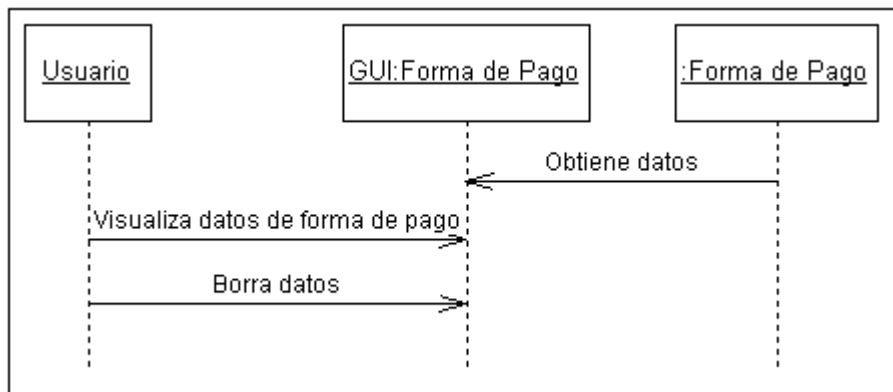 Usuario
GUI:Forma de Pago
:Forma de Pago
Obtiene datos
Visualiza datos de forma de pago
Borra datos